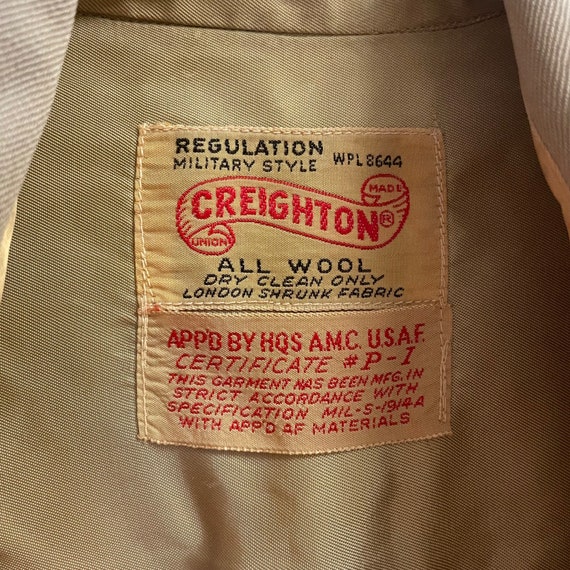 REGULATION
MILITARY STYLE WPL 8644
MADE
CREIGHTON®
UNION
ALL WOOL
DRY CLEAN ONLY
LONDON SHRUNK FABRIC
APP'D BY HQS A.M.C. U.S.A.F.
CERTIFICATE #P-1
THIS GARMENT HAS BEEN MFG. IN
STRICT ACCORDANCE WITH
SPECIFICATION MIL-S-1914A
WITH APP'D AF MATERIALS